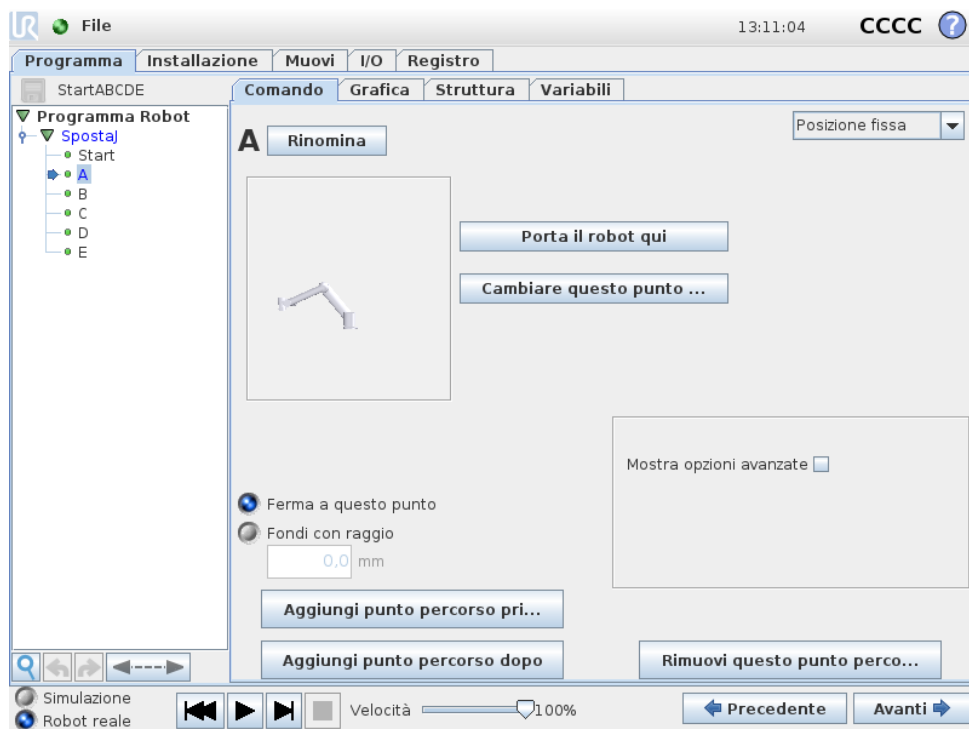 UR File 13:11:04 CCCC ?
Programma Installazione Muovi I/O Registro
StartABCDE Comando Grafica Struttura Variabili
Programma Robot
SpostaJ
Start
A
B
C
D
E
A Rinomina Posizione fissa
Porta il robot qui
Cambiare questo punto ...
Mostra opzioni avanzate
Ferma a questo punto
Fondi con raggio
0,0 mm
Aggiungi punto percorso pri...
Aggiungi punto percorso dopo Rimuovi questo punto perco...
Simulazione
Robot reale
Velocità 100% Precedente Avanti